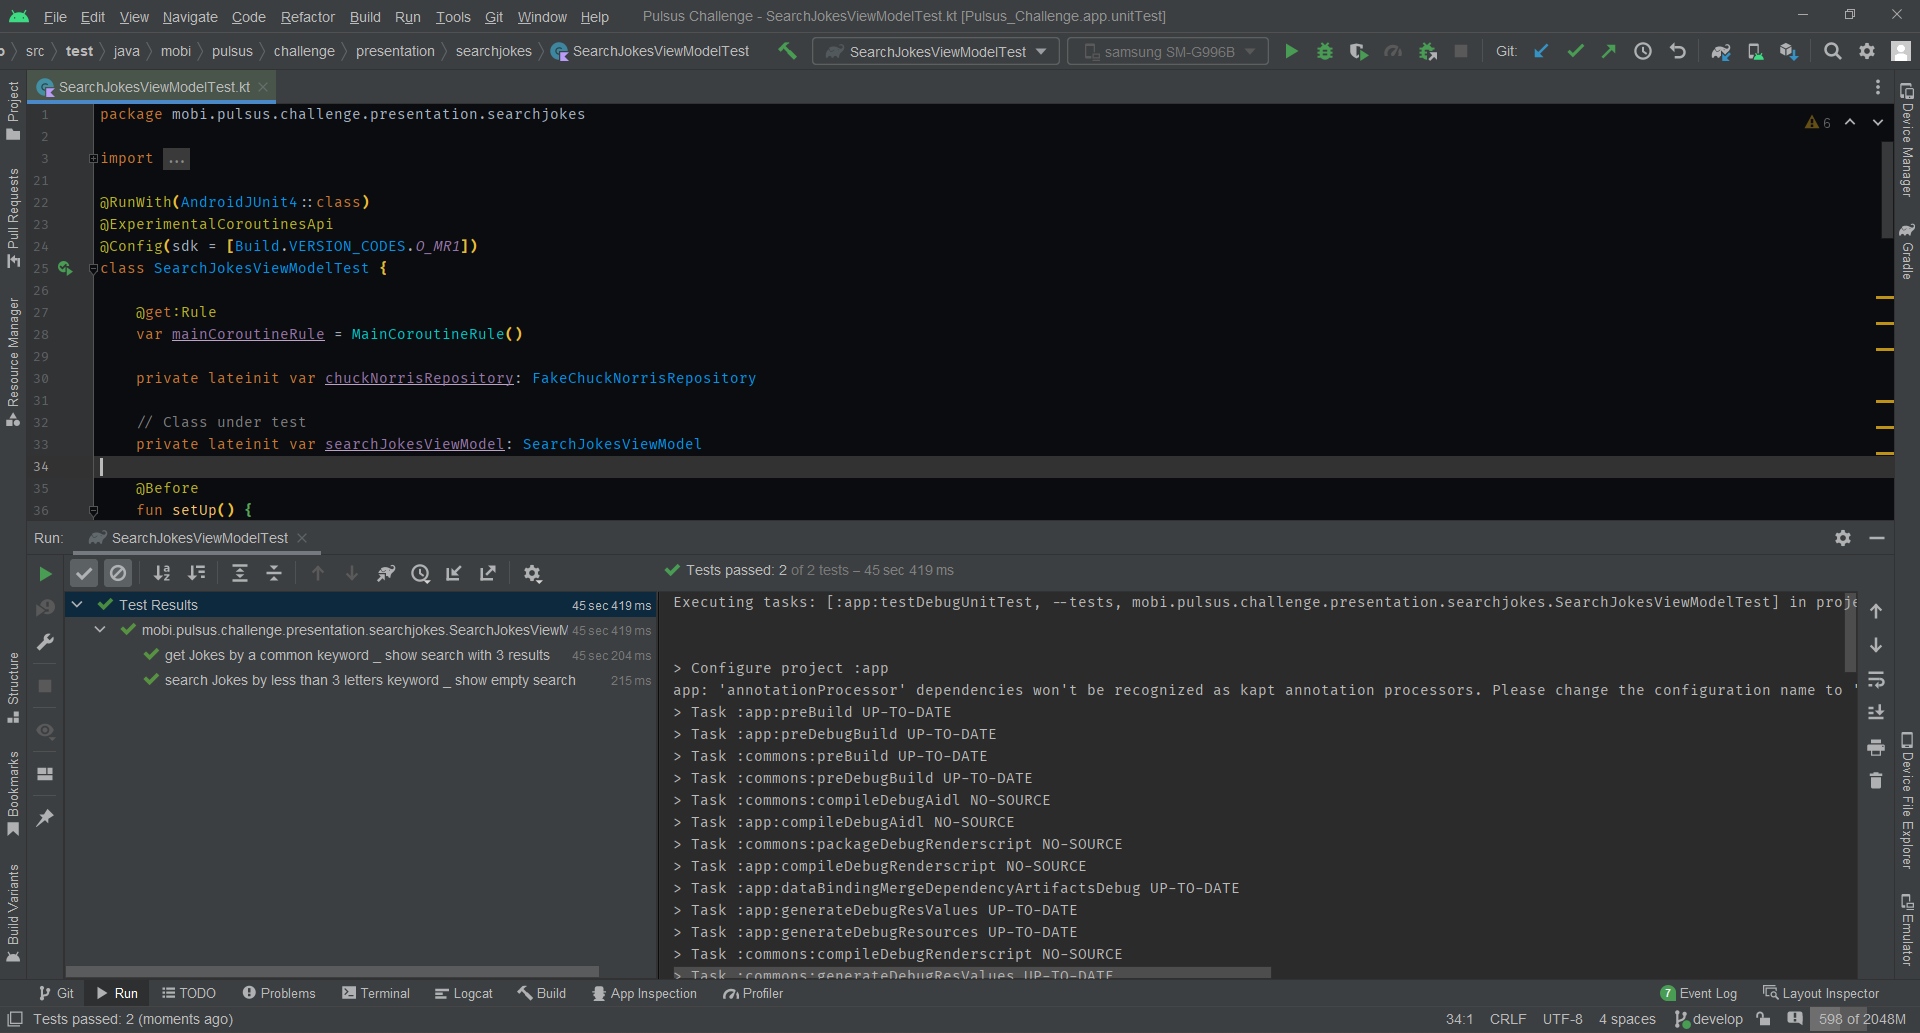 File Edit View Navigate Code Refactor Build Run Tools Git Window Help Pulsus Challenge - SearchJokesViewModelTest.kt [Pulsus_Challenge.app.unitTest]
src test java mobi pulsus challenge presentation searchjokes SearchJokesViewModelTest SearchJokesViewModelTest samsung SM-G996B Git:
SearchJokesViewModelTest.kt
1 package mobi.pulsus.challenge.presentation.searchjokes
6
2
3 import ...
21
22 @RunWith(AndroidJUnit4::class)
23 @ExperimentalCoroutinesApi
24 @Config(sdk = [Build.VERSION_CODES.O_MR1])
25 class SearchJokesViewModelTest {
26
27 @get:Rule
28 var mainCoroutineRule = MainCoroutineRule()
29
30 private lateinit var chuckNorrisRepository: FakeChuckNorrisRepository
31
32 // Class under test
33 private lateinit var searchJokesViewModel: SearchJokesViewModel
34
35 @Before
36 fun setUp() {
Project
Pull Requests
Resource Manager
Structure
Bookmarks
Build Variants
Device Manager
Gradle
Device File Explorer
Emulator
Run: SearchJokesViewModelTest
Tests passed: 2 of 2 tests – 45 sec 419 ms
Test Results 45 sec 419 ms
mobi.pulsus.challenge.presentation.searchjokes.SearchJokesViewM 45 sec 419 ms
get Jokes by a common keyword _ show search with 3 results 45 sec 204 ms
search Jokes by less than 3 letters keyword _ show empty search 215 ms
Executing tasks: [:app:testDebugUnitTest, --tests, mobi.pulsus.challenge.presentation.searchjokes.SearchJokesViewModelTest] in proje
> Configure project :app
app: 'annotationProcessor' dependencies won't be recognized as kapt annotation processors. Please change the configuration name to '
> Task :app:preBuild UP-TO-DATE
> Task :app:preDebugBuild UP-TO-DATE
> Task :commons:preBuild UP-TO-DATE
> Task :commons:preDebugBuild UP-TO-DATE
> Task :commons:compileDebugAidl NO-SOURCE
> Task :app:compileDebugAidl NO-SOURCE
> Task :commons:packageDebugRenderscript NO-SOURCE
> Task :app:compileDebugRenderscript NO-SOURCE
> Task :app:dataBindingMergeDependencyArtifactsDebug UP-TO-DATE
> Task :app:generateDebugResValues UP-TO-DATE
> Task :app:generateDebugResources UP-TO-DATE
> Task :commons:compileDebugRenderscript NO-SOURCE
> Task :commons:generateDebugResValues UP-TO-DATE
Git Run TODO Problems Terminal Logcat Build App Inspection Profiler 7 Event Log Layout Inspector
Tests passed: 2 (moments ago) 34:1 CRLF UTF-8 4 spaces develop 598 of 2048M